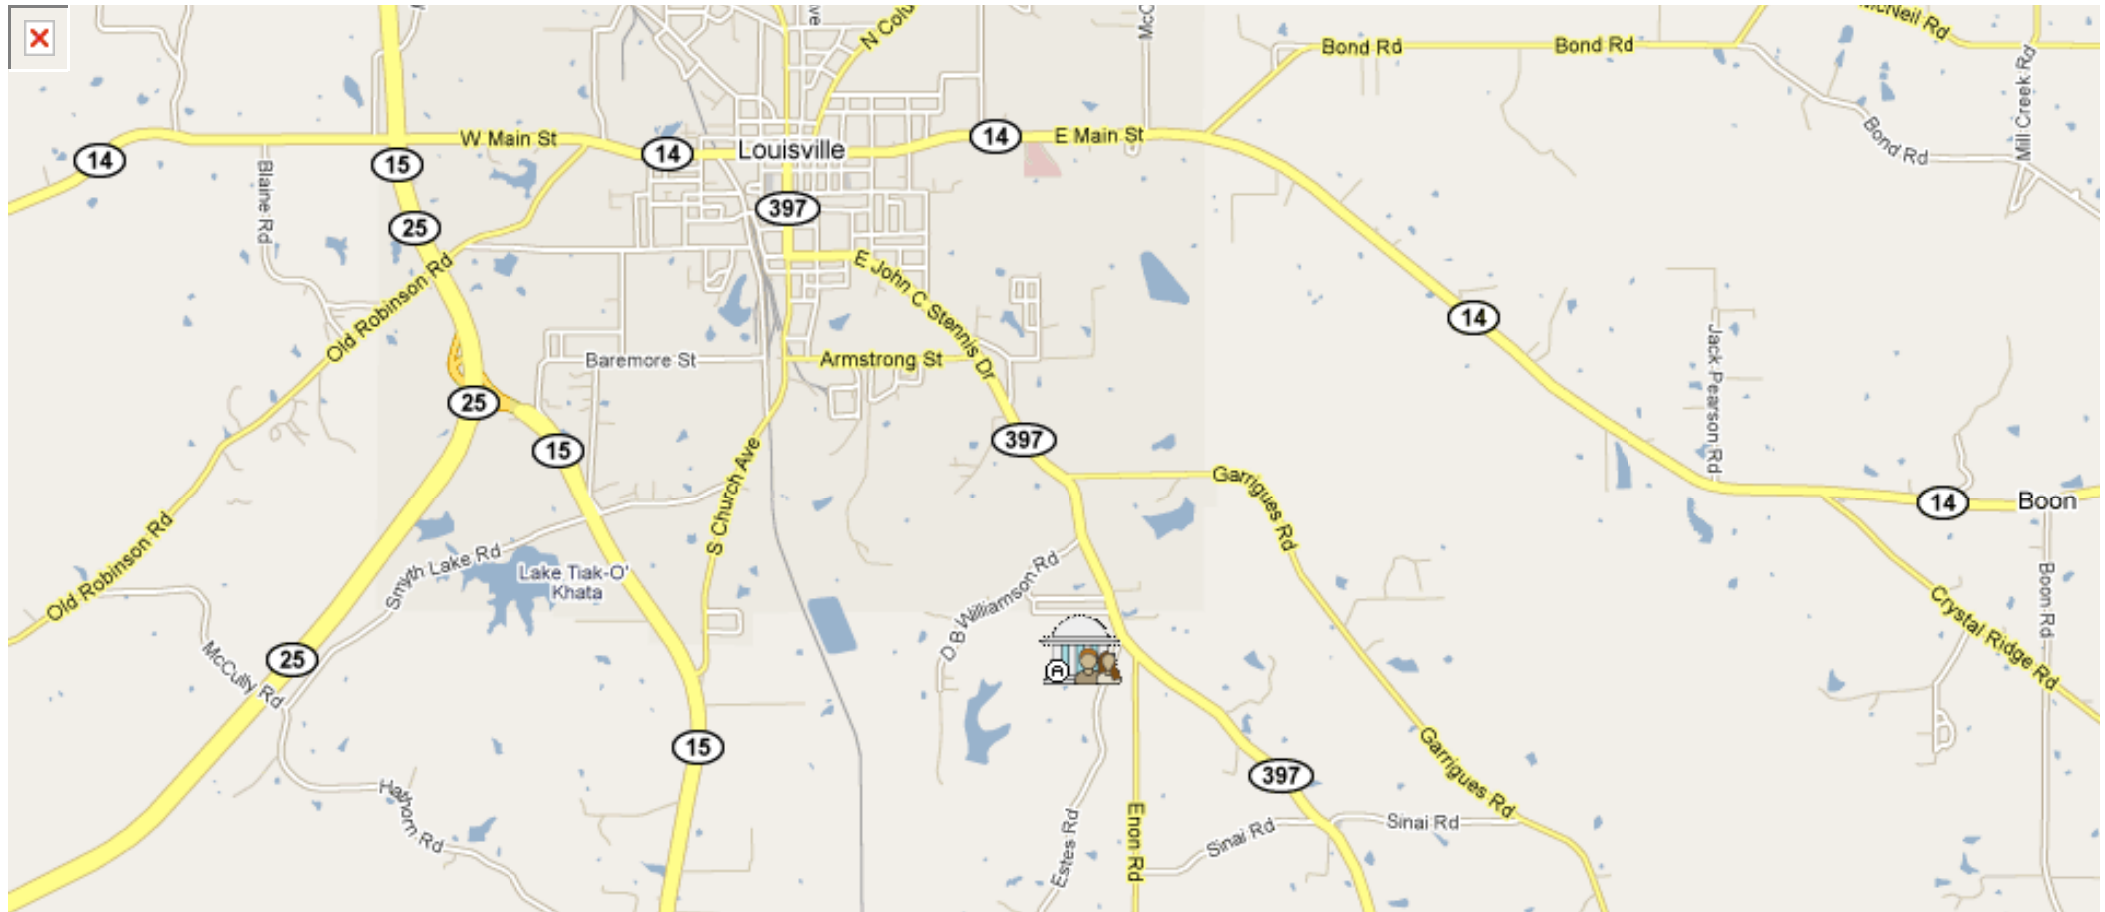 N Colu
McC
McNeil Rd
Bond Rd
Bond Rd
Mill Creek Rd
Bond Rd
14
W Main St
15
14
Louisville
14
E Main St
Blaine Rd
25
397
E John C Stennis Dr
Old Robinson Rd
14
Jack Pearson Rd
Baremore St
Armstrong St
25
15
397
S Church Ave
Garrigues Rd
14
Boon
Old Robinson Rd
Smyth Lake Rd
Lake Tiak-O'
Khata
D B Williamson Rd
Crystal Ridge Rd
Boon Rd
25
McCully Rd
A
15
397
Garrigues Rd
Hathorn Rd
Estes Rd
Enon Rd
Sinai Rd
Sinai Rd